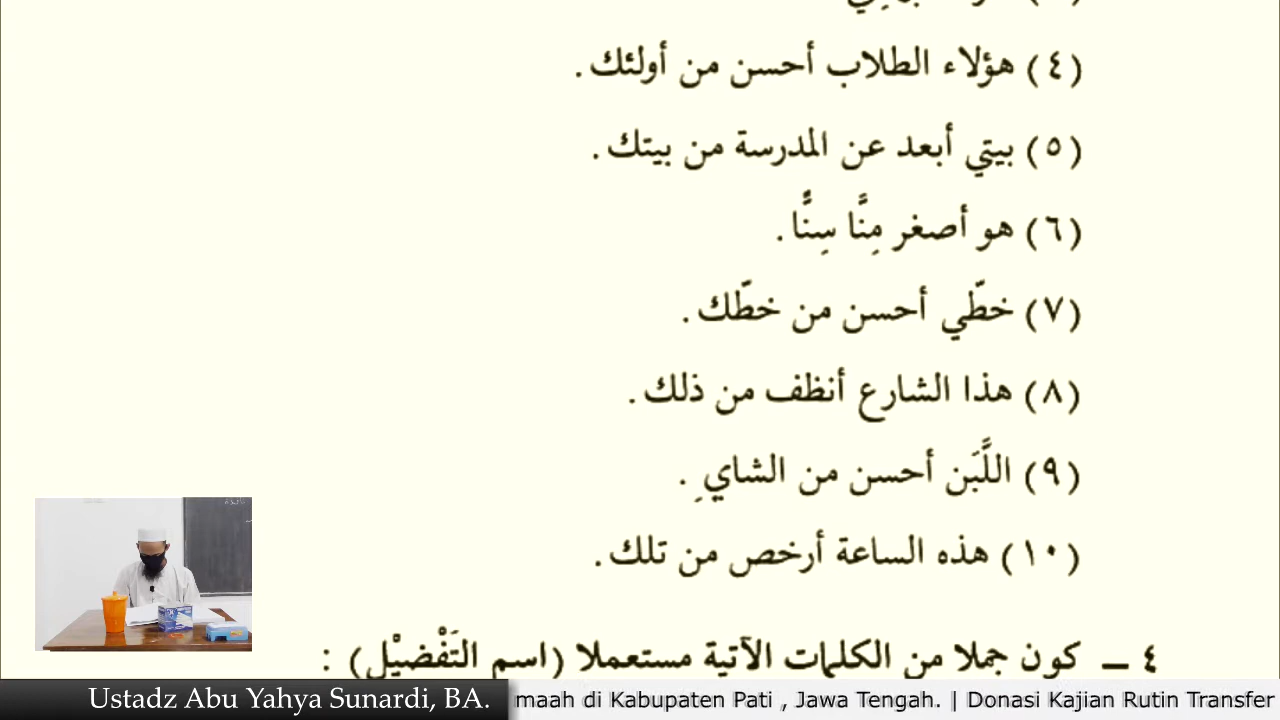 (٤) هؤلاء الطلاب أحسن من أولئك.
(٥) بيتي أبعد عن المدرسة من بيتك.
(٦) هو أصغر مِنَّا سِنًّا.
(٧) خطّي أحسن من خطّك.
(٨) هذا الشارع أنظف من ذلك.
(٩) اللَّبَن أحسن من الشايِ.
(١٠) هذه الساعة أرخص من تلك.
٤ ــ كون جملا من الكلمات الآتية مستعملا (اسم التَفْضيْل) :
Ustadz Abu Yahya Sunardi, BA.
maah di Kabupaten Pati , Jawa Tengah. | Donasi Kajian Rutin Transfer